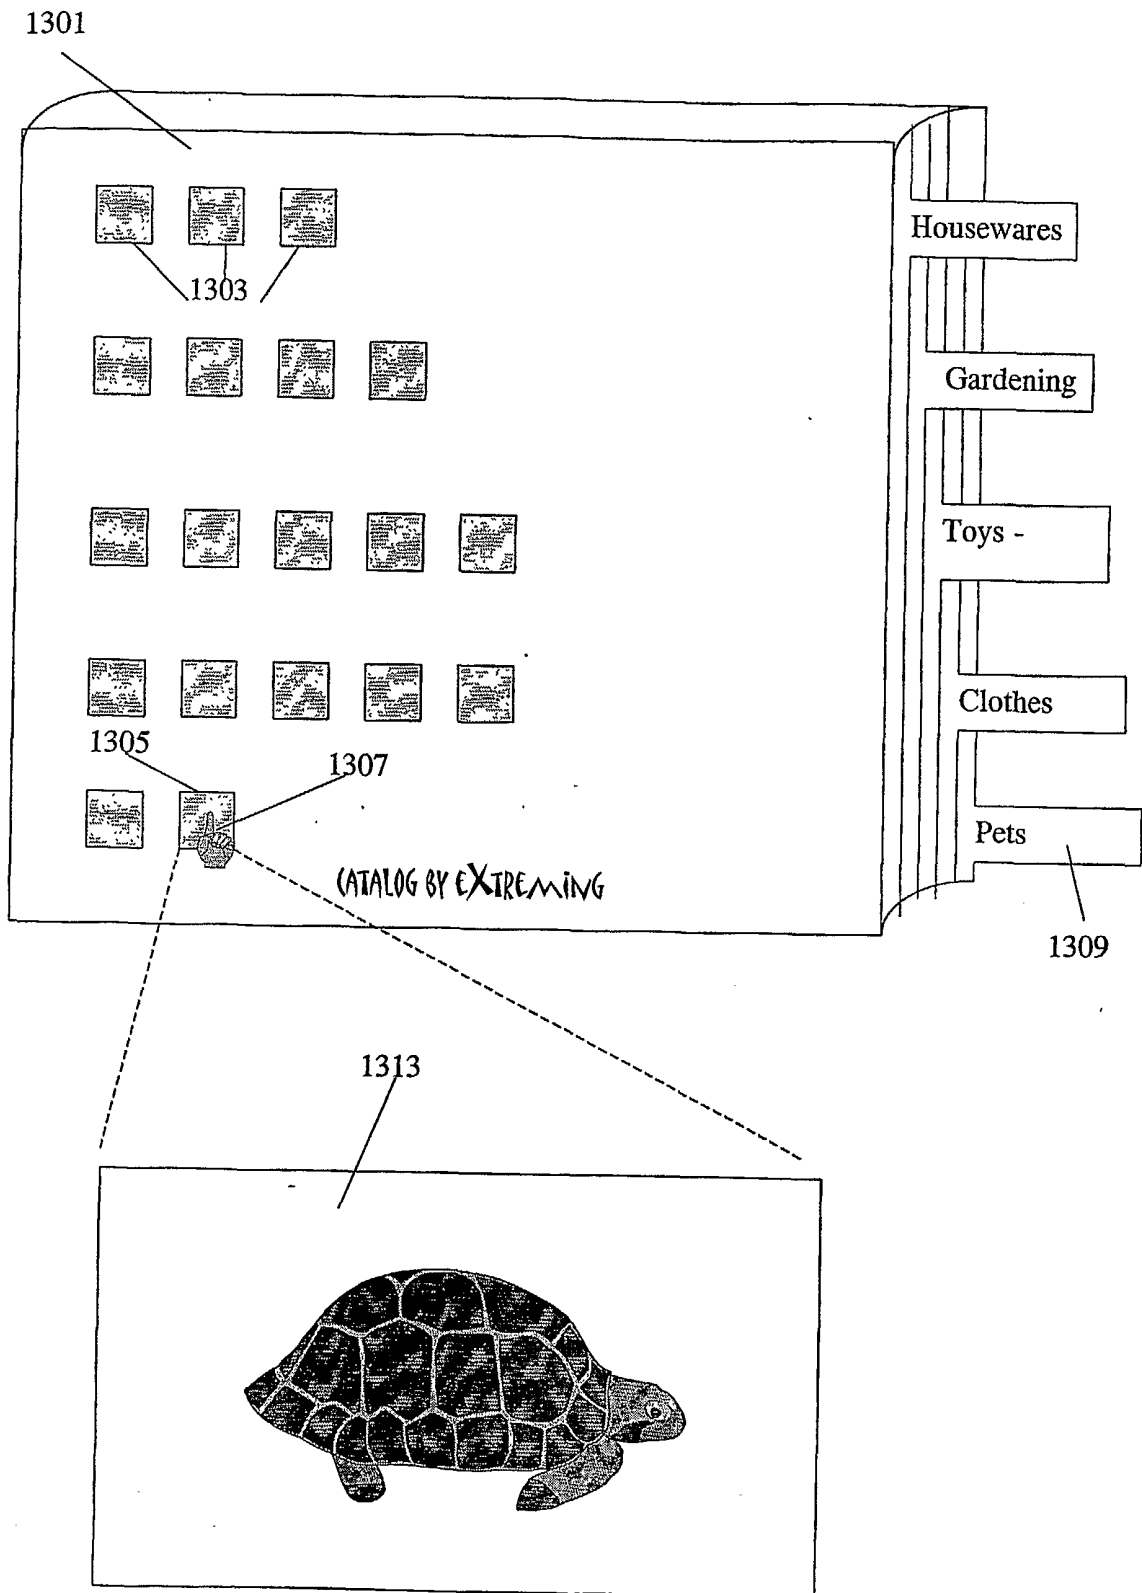 1301
Housewares
1303
Gardening
Toys -
Clothes
1305
1307
Pets
CATALOG BY EXTREMING
1309
1313